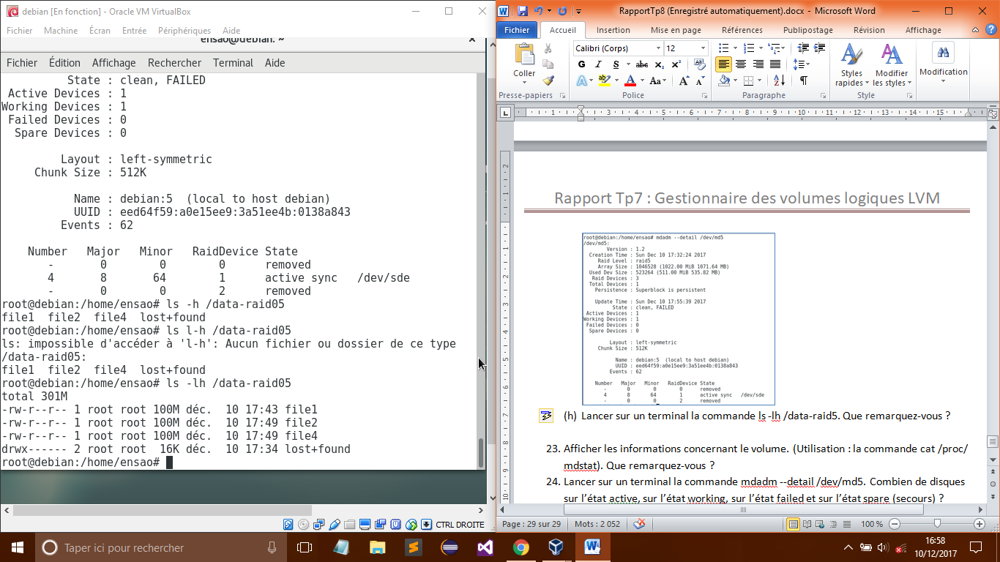 debian [En fonction] - Oracle VM VirtualBox
Fichier Machine Écran Entrée Périphériques Aide
ensao@debian: ~
Fichier Édition Affichage Rechercher Terminal Aide
State : clean, FAILED
Active Devices : 1
Working Devices : 1
Failed Devices : 0
Spare Devices : 0
Layout : left-symmetric
Chunk Size : 512K
Name : debian:5 (local to host debian)
UUID : eed64f59:a0e15ee9:3a51ee4b:0138a843
Events : 62
Number Major Minor RaidDevice State
- 0 0 0 removed
4 8 64 1 active sync /dev/sde
- 0 0 2 removed
root@debian:/home/ensao# ls -h /data-raid05
file1 file2 file4 lost+found
root@debian:/home/ensao# ls l-h /data-raid05
ls: impossible d'accéder à 'l-h': Aucun fichier ou dossier de ce type
/data-raid05:
file1 file2 file4 lost+found
root@debian:/home/ensao# ls -lh /data-raid05
total 301M
-rw-r--r-- 1 root root 100M déc. 10 17:43 file1
-rw-r--r-- 1 root root 100M déc. 10 17:49 file2
-rw-r--r-- 1 root root 100M déc. 10 17:49 file4
drwx------ 2 root root 16K déc. 10 17:34 lost+found
root@debian:/home/ensao#
CTRL DROITE
RapportTp8 (Enregistré automatiquement).docx - Microsoft Word
Fichier Accueil Insertion Mise en page Références Publipostage Révision Affichage
Coller
Calibri (Corps) 12
G I S abc x₂ x²
A ab A Aa A A
Styles rapides
Modifier les styles
Modification
Presse-papiers Police Paragraphe Style
1 1 2 3 4 5 6 7 8 9 10 11 12 13 14 15
Rapport Tp7 : Gestionnaire des volumes logiques LVM
root@debian:/home/ensao# mdadm --detail /dev/md5
/dev/md5:
Version : 1.2
Creation Time : Sun Dec 10 17:32:24 2017
Raid Level : raid5
Array Size : 1046528 (1022.00 MiB 1071.64 MB)
Used Dev Size : 523264 (511.00 MiB 535.82 MB)
Raid Devices : 3
Total Devices : 1
Persistence : Superblock is persistent
Update Time : Sun Dec 10 17:55:39 2017
State : clean, FAILED
Active Devices : 1
Working Devices : 1
Failed Devices : 0
Spare Devices : 0
Layout : left-symmetric
Chunk Size : 512K
Name : debian:5 (local to host debian)
UUID : eed64f59:a0e15ee9:3a51ee4b:0138a843
Events : 62
Number Major Minor RaidDevice State
- 0 0 0 removed
4 8 64 1 active sync /dev/sde
- 0 0 2 removed
(h) Lancer sur un terminal la commande ls -lh /data-raid5. Que remarquez-vous ?
23. Afficher les informations concernant le volume. (Utilisation : la commande cat /proc/
mdstat). Que remarquez-vous ?
24. Lancer sur un terminal la commande mdadm --detail /dev/md5. Combien de disques
sur l'état active, sur l'état working, sur l'état failed et sur l'état spare (secours) ?
Page : 29 sur 29 Mots : 2 052 100 %
Taper ici pour rechercher
16:58
10/12/2017